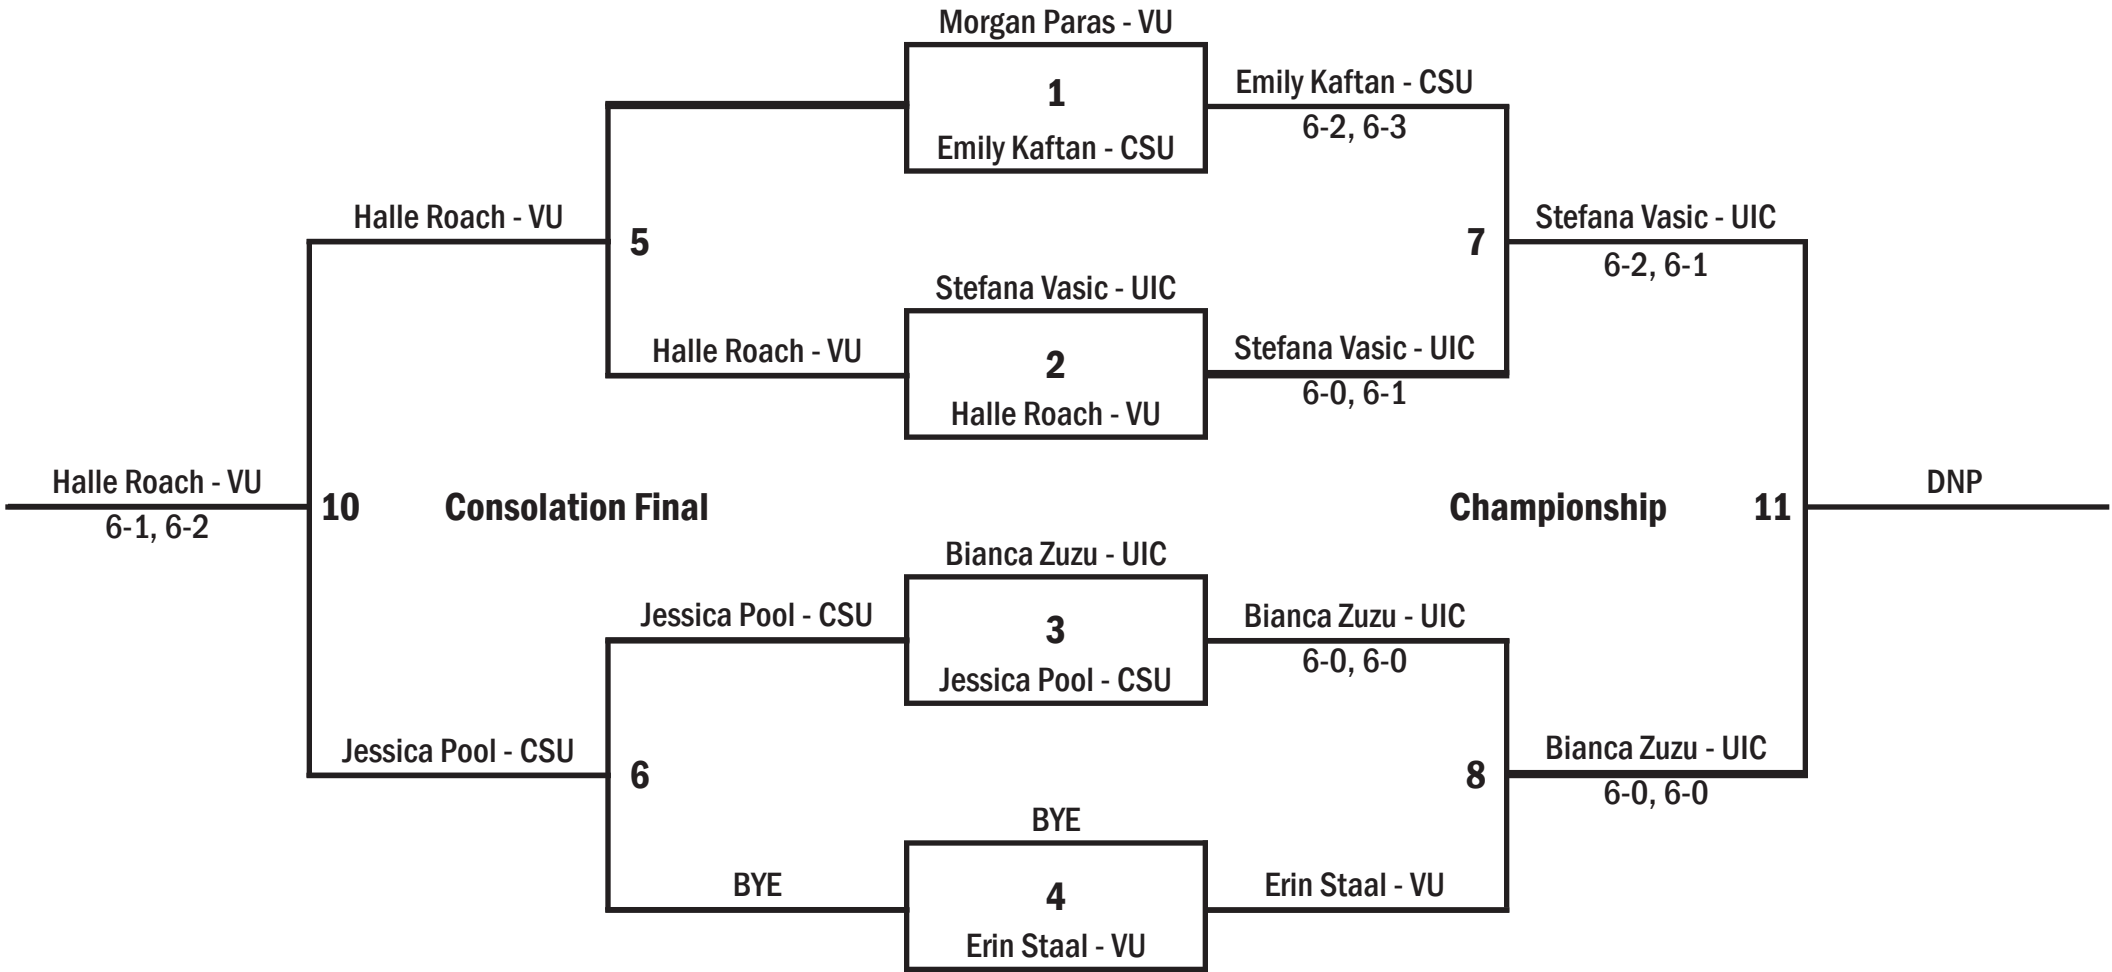 Morgan Paras - VU
1
Emily Kaftan - CSU
Emily Kaftan - CSU
6-2, 6-3
Halle Roach - VU
5
7
Stefana Vasic - UIC
6-2, 6-1
Stefana Vasic - UIC
Halle Roach - VU
2
Halle Roach - VU
Stefana Vasic - UIC
6-0, 6-1
Halle Roach - VU
6-1, 6-2
10
Consolation Final
Championship
11
DNP
Bianca Zuzu - UIC
Jessica Pool - CSU
3
Jessica Pool - CSU
Bianca Zuzu - UIC
6-0, 6-0
Jessica Pool - CSU
6
8
Bianca Zuzu - UIC
6-0, 6-0
BYE
BYE
4
Erin Staal - VU
Erin Staal - VU